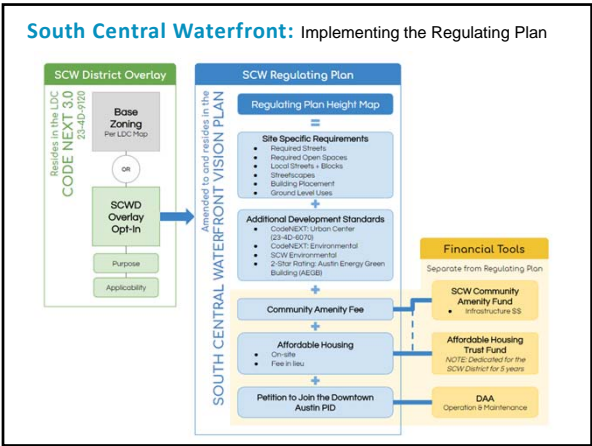 South Central Waterfront: Implementing the Regulating Plan
SCW District Overlay
Resides in the LDC
CODE NEXT 3.0
23-4D-9120
Base
Zoning
Per LDC Map
OR
SCWD
Overlay
Opt-In
Purpose
Applicability
SCW Regulating Plan
Amended to and resides in the
SOUTH CENTRAL WATERFRONT VISION PLAN
Regulating Plan Height Map
=
Site Specific Requirements
● Required Streets
● Required Open Spaces
● Local Streets + Blocks
● Streetscapes
● Building Placement
● Ground Level Uses
+
Additional Development Standards
● CodeNEXT: Urban Center
(23-4D-6070)
● CodeNEXT: Environmental
● SCW Environmental
● 2-Star Rating: Austin Energy Green
Building (AEGB)
+
Community Amenity Fee
+
Affordable Housing
● On-site
● Fee in lieu
+
Petition to Join the Downtown
Austin PID
Financial Tools
Separate from Regulating Plan
SCW Community
Amenity Fund
● Infrastructure $$
Affordable Housing
Trust Fund
NOTE: Dedicated for the
SCW District for 5 years
DAA
Operation & Maintenance